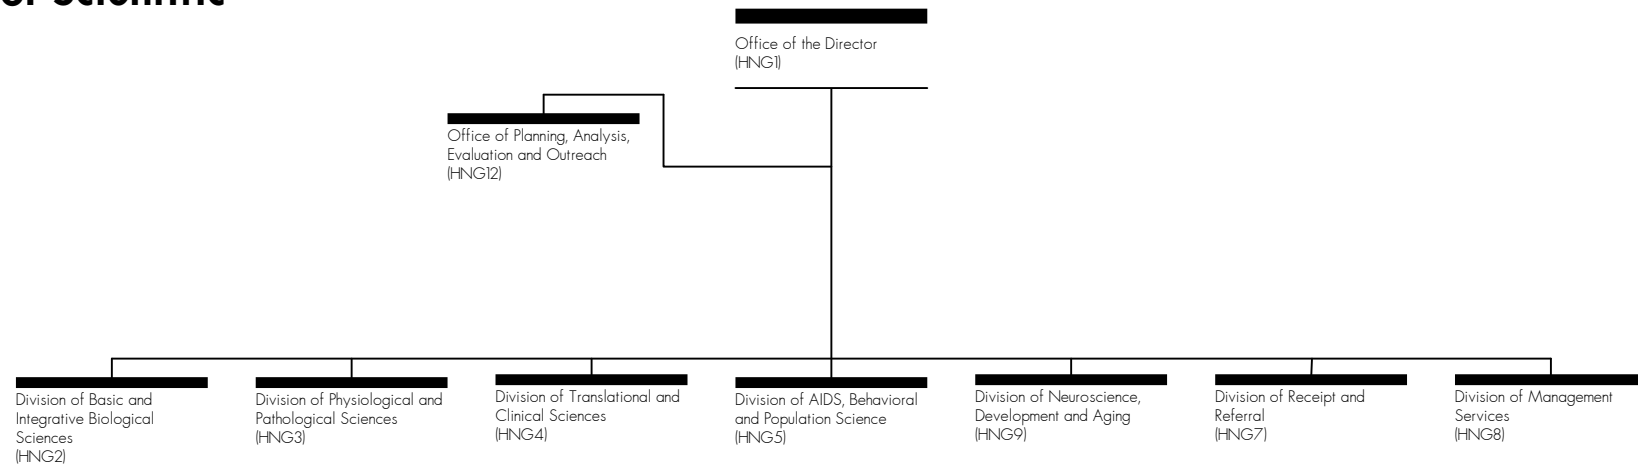 or Scientific
Office of the Director
(HNG1)
Office of Planning, Analysis,
Evaluation and Outreach
(HNG12)
Division of Basic and
Integrative Biological
Sciences
(HNG2)
Division of Physiological and
Pathological Sciences
(HNG3)
Division of Translational and
Clinical Sciences
(HNG4)
Division of AIDS, Behavioral
and Population Science
(HNG5)
Division of Neuroscience,
Development and Aging
(HNG9)
Division of Receipt and
Referral
(HNG7)
Division of Management
Services
(HNG8)